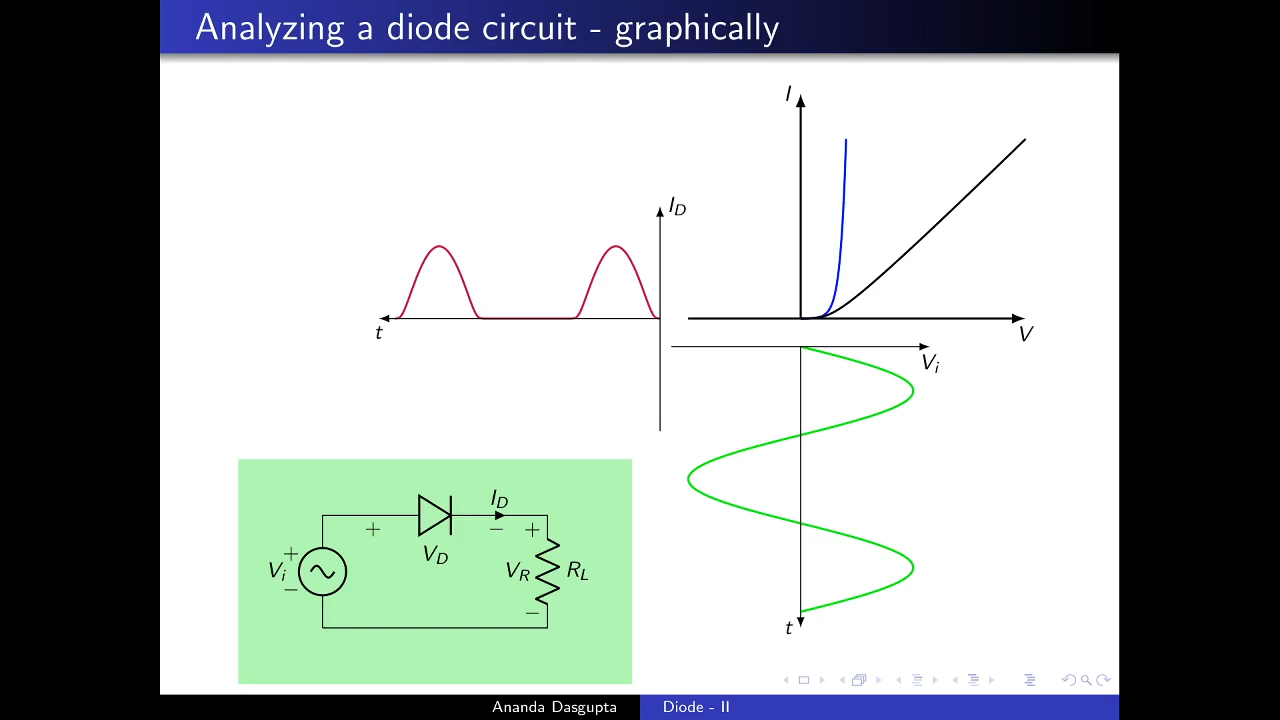 Analyzing a diode circuit - graphically
I
I_D
t
V
V_i
I_D
+ − +
+
V_D
V_i V_R R_L
−
−
t
Ananda Dasgupta Diode - II